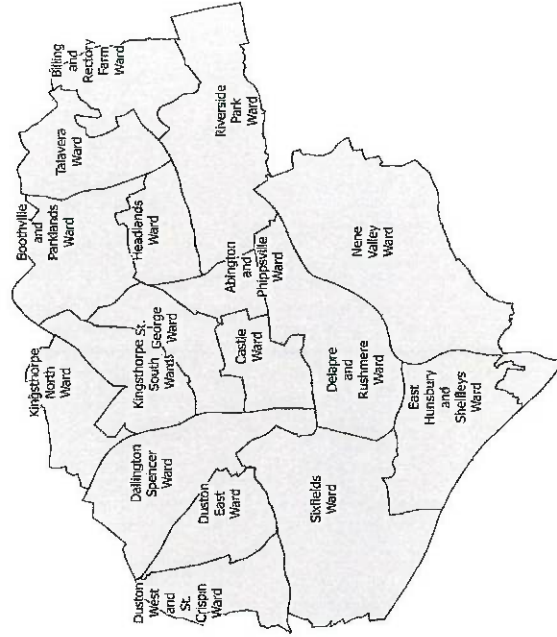 Kingsthorpe
North
Ward
Boothville
and
Parklands
Ward
Talavera
Ward
Billing
and
Rectory
Farm
Ward
Dallington
Spencer
Ward
Kingsthorpe
South
Ward
St.
George
Ward
Headlands
Ward
Riverside
Park
Ward
Duston
West
and
St.
Crispin
Ward
Duston
East
Ward
Castle
Ward
Abington
and
Phippsville
Ward
Sixfields
Ward
Delapre
and
Rushmere
Ward
Nene
Valley
Ward
East
Hunsbury
and
Shelfleys
Ward